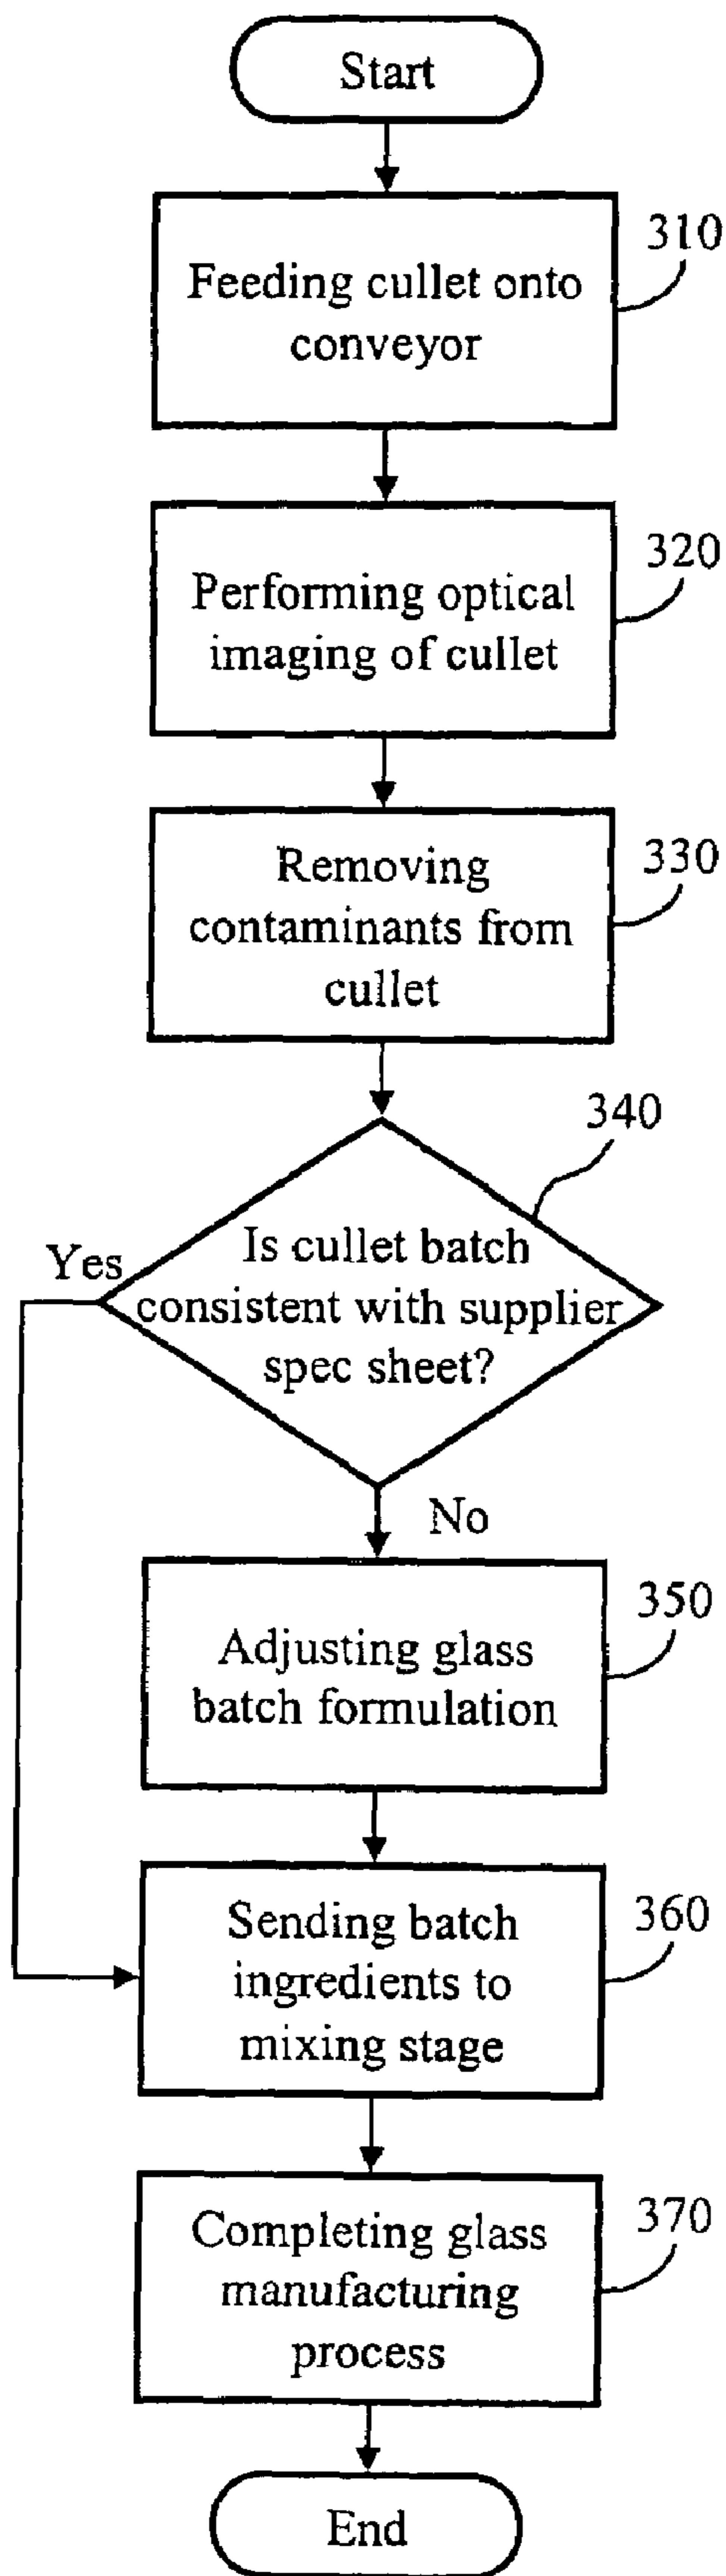 Start
310
Feeding cullet onto
conveyor
320
Performing optical
imaging of cullet
330
Removing
contaminants from
cullet
340
Yes
Is cullet batch
consistent with supplier
spec sheet?
No
350
Adjusting glass
batch formulation
360
Sending batch
ingredients to
mixing stage
370
Completing glass
manufacturing
process
End